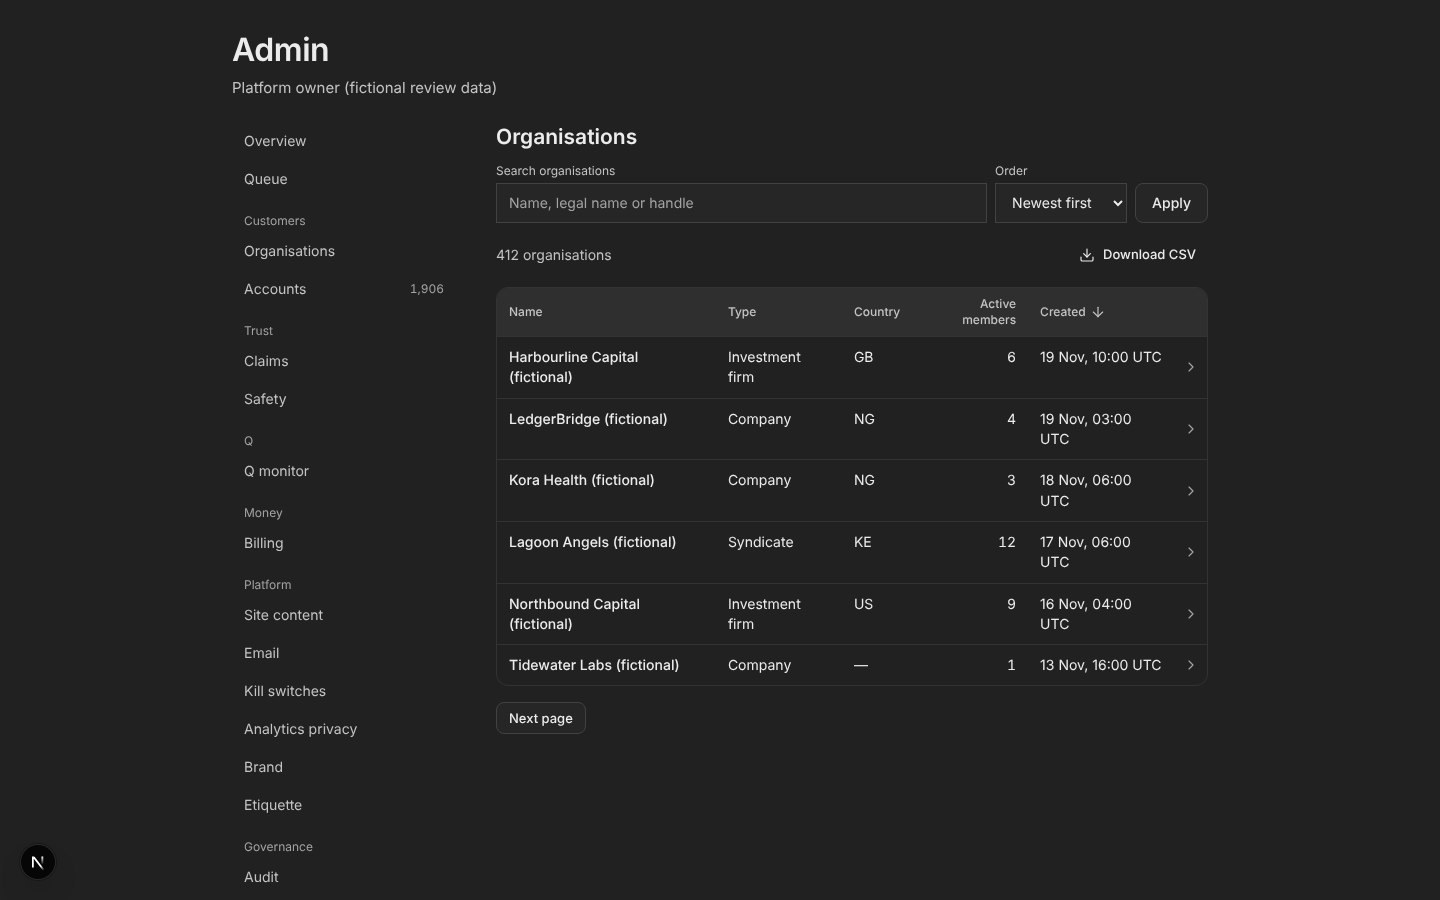 Admin
Platform owner (fictional review data)
Overview
Queue
Customers
Organisations
Accounts 1,906
Trust
Claims
Safety
Q
Q monitor
Money
Billing
Platform
Site content
Email
Kill switches
Analytics privacy
Brand
Etiquette
Governance
Audit
Organisations
Search organisations
Order
Name, legal name or handle
Newest first
Apply
412 organisations
Download CSV
Name Type Country Active members Created
Harbourline Capital (fictional) Investment firm GB 6 19 Nov, 10:00 UTC
LedgerBridge (fictional) Company NG 4 19 Nov, 03:00 UTC
Kora Health (fictional) Company NG 3 18 Nov, 06:00 UTC
Lagoon Angels (fictional) Syndicate KE 12 17 Nov, 06:00 UTC
Northbound Capital (fictional) Investment firm US 9 16 Nov, 04:00 UTC
Tidewater Labs (fictional) Company — 1 13 Nov, 16:00 UTC
Next page
N